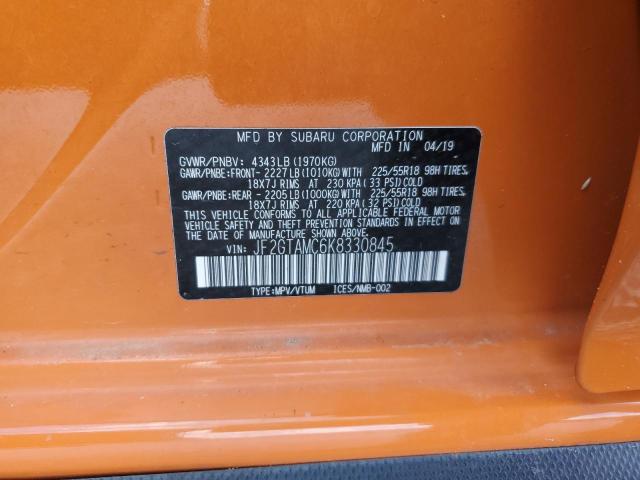 MFD BY SUBARU CORPORATION
MFD IN 04/19
GVWR/PNBV: 4343LB (1970KG)
GAWR/PNBE:FRONT- 2227LB (1010KG) WITH 225/55R18 98H TIRES,
18X7J RIMS AT 230 KPA (33 PSI) COLD
GAWR/PNBE:REAR - 2205LB (1000KG) WITH 225/55R18 98H TIRES,
18X7J RIMS AT 220 KPA (32 PSI) COLD
THIS VEHICLE CONFORMS TO ALL APPLICABLE U.S. FEDERAL MOTOR
VEHICLE SAFETY AND THEFT PREVENTION STANDARDS IN EFFECT
ON THE DATE OF MANUFACTURE SHOWN ABOVE.
VIN: JF2GTAMC6K8330845
TYPE:MPV/VTUM ICES/NMB-002